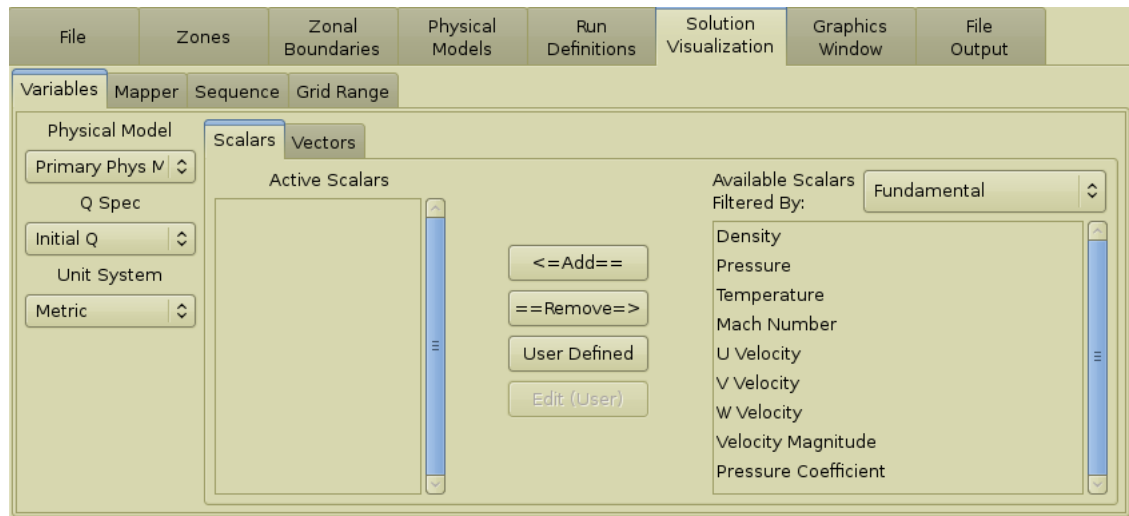 File
Zones
Zonal
Boundaries
Physical
Models
Run
Definitions
Solution
Visualization
Graphics
Window
File
Output
Variables
Mapper
Sequence
Grid Range
Physical Model
Primary Phys M
Q Spec
Initial Q
Unit System
Metric
Scalars
Vectors
Active Scalars
<=Add==
==Remove=>
User Defined
Edit (User)
Available Scalars
Filtered By:
Fundamental
Density
Pressure
Temperature
Mach Number
U Velocity
V Velocity
W Velocity
Velocity Magnitude
Pressure Coefficient